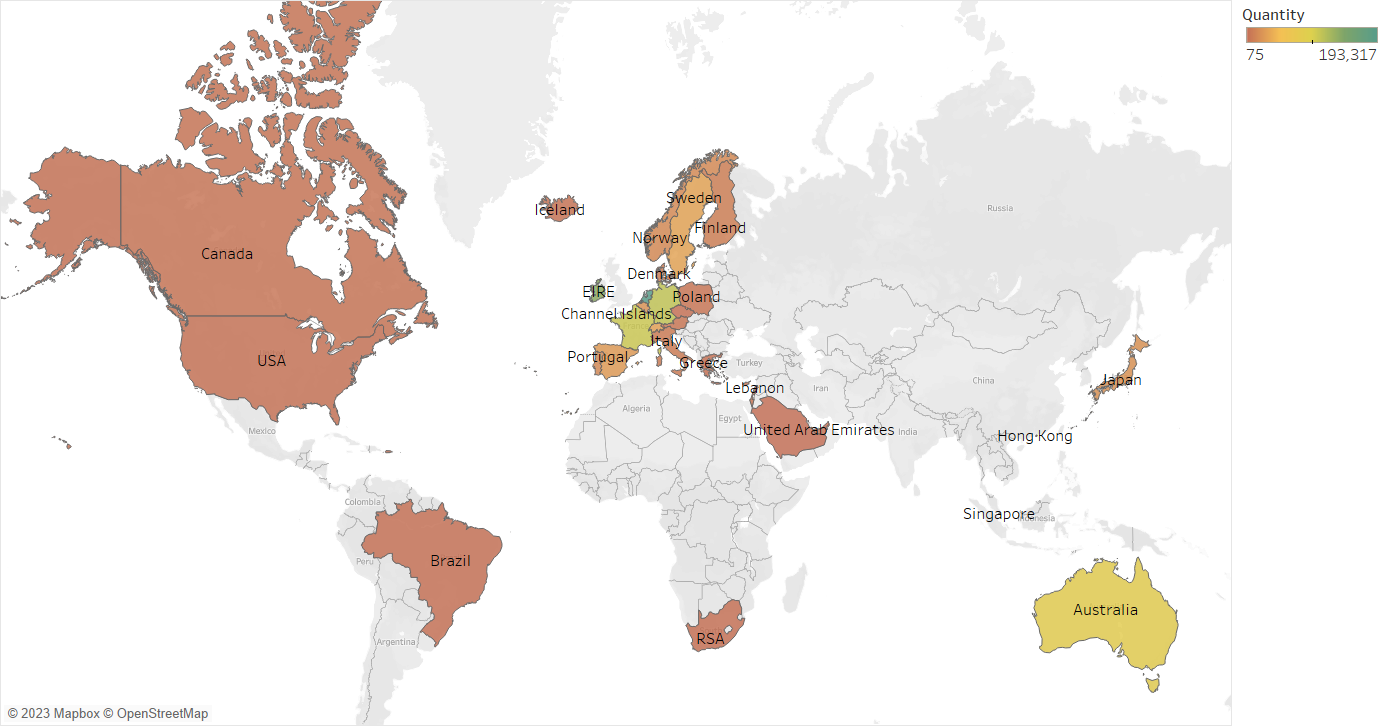 Quantity
75 193,317
Sweden
Iceland
Russia
Finland
Norway
Canada
Denmark
EIRE
Poland
Channel Islands
Italy
Portugal
USA
Greece
Turkey
Japan
China
Lebanon
Iran
Algeria
Egypt
United Arab Emirates
Mexico
India
Hong Kong
Colombia
Singapore
Indonesia
Brazil
Peru
Australia
RSA
Argentina
© 2023 Mapbox © OpenStreetMap